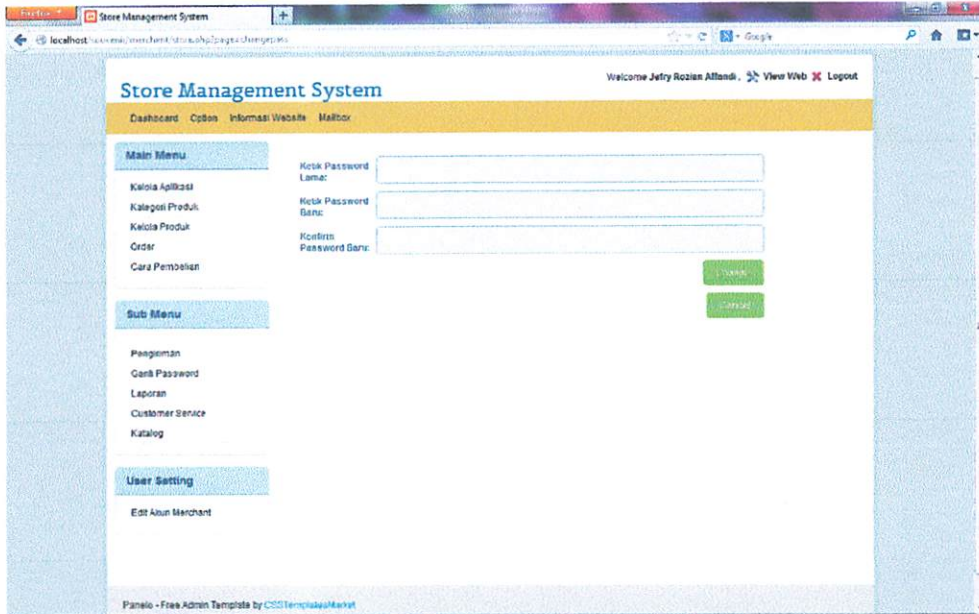 Store Management System
localhost
Google
Store Management System
Welcome Jefry Rozian Affandi, View Web Logout
Dashboard Option Informasi Website Mailbox
Main Menu
Kelola Aplikasi
Kategori Produk
Kelola Produk
Order
Cara Pembelian
Ketik Password
Lama:
Ketik Password
Baru:
Konfirm
Password Baru:
Cancel
Sub Menu
Pengiriman
Ganti Password
Laporan
Customer Service
Katalog
User Setting
Edit Akun Merchant
Panelo - Free Admin Template by CSSTemplatesMarket